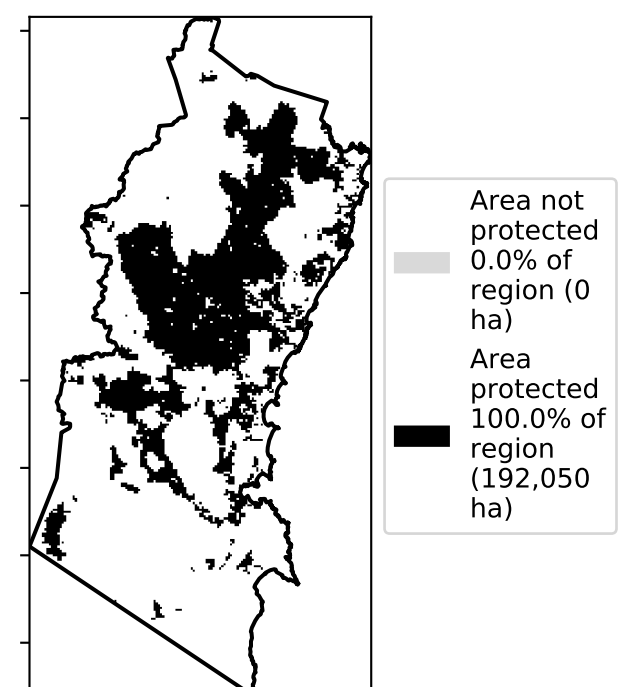 Area not
protected
0.0% of
region (0
ha)
Area
protected
100.0% of
region
(192,050
ha)